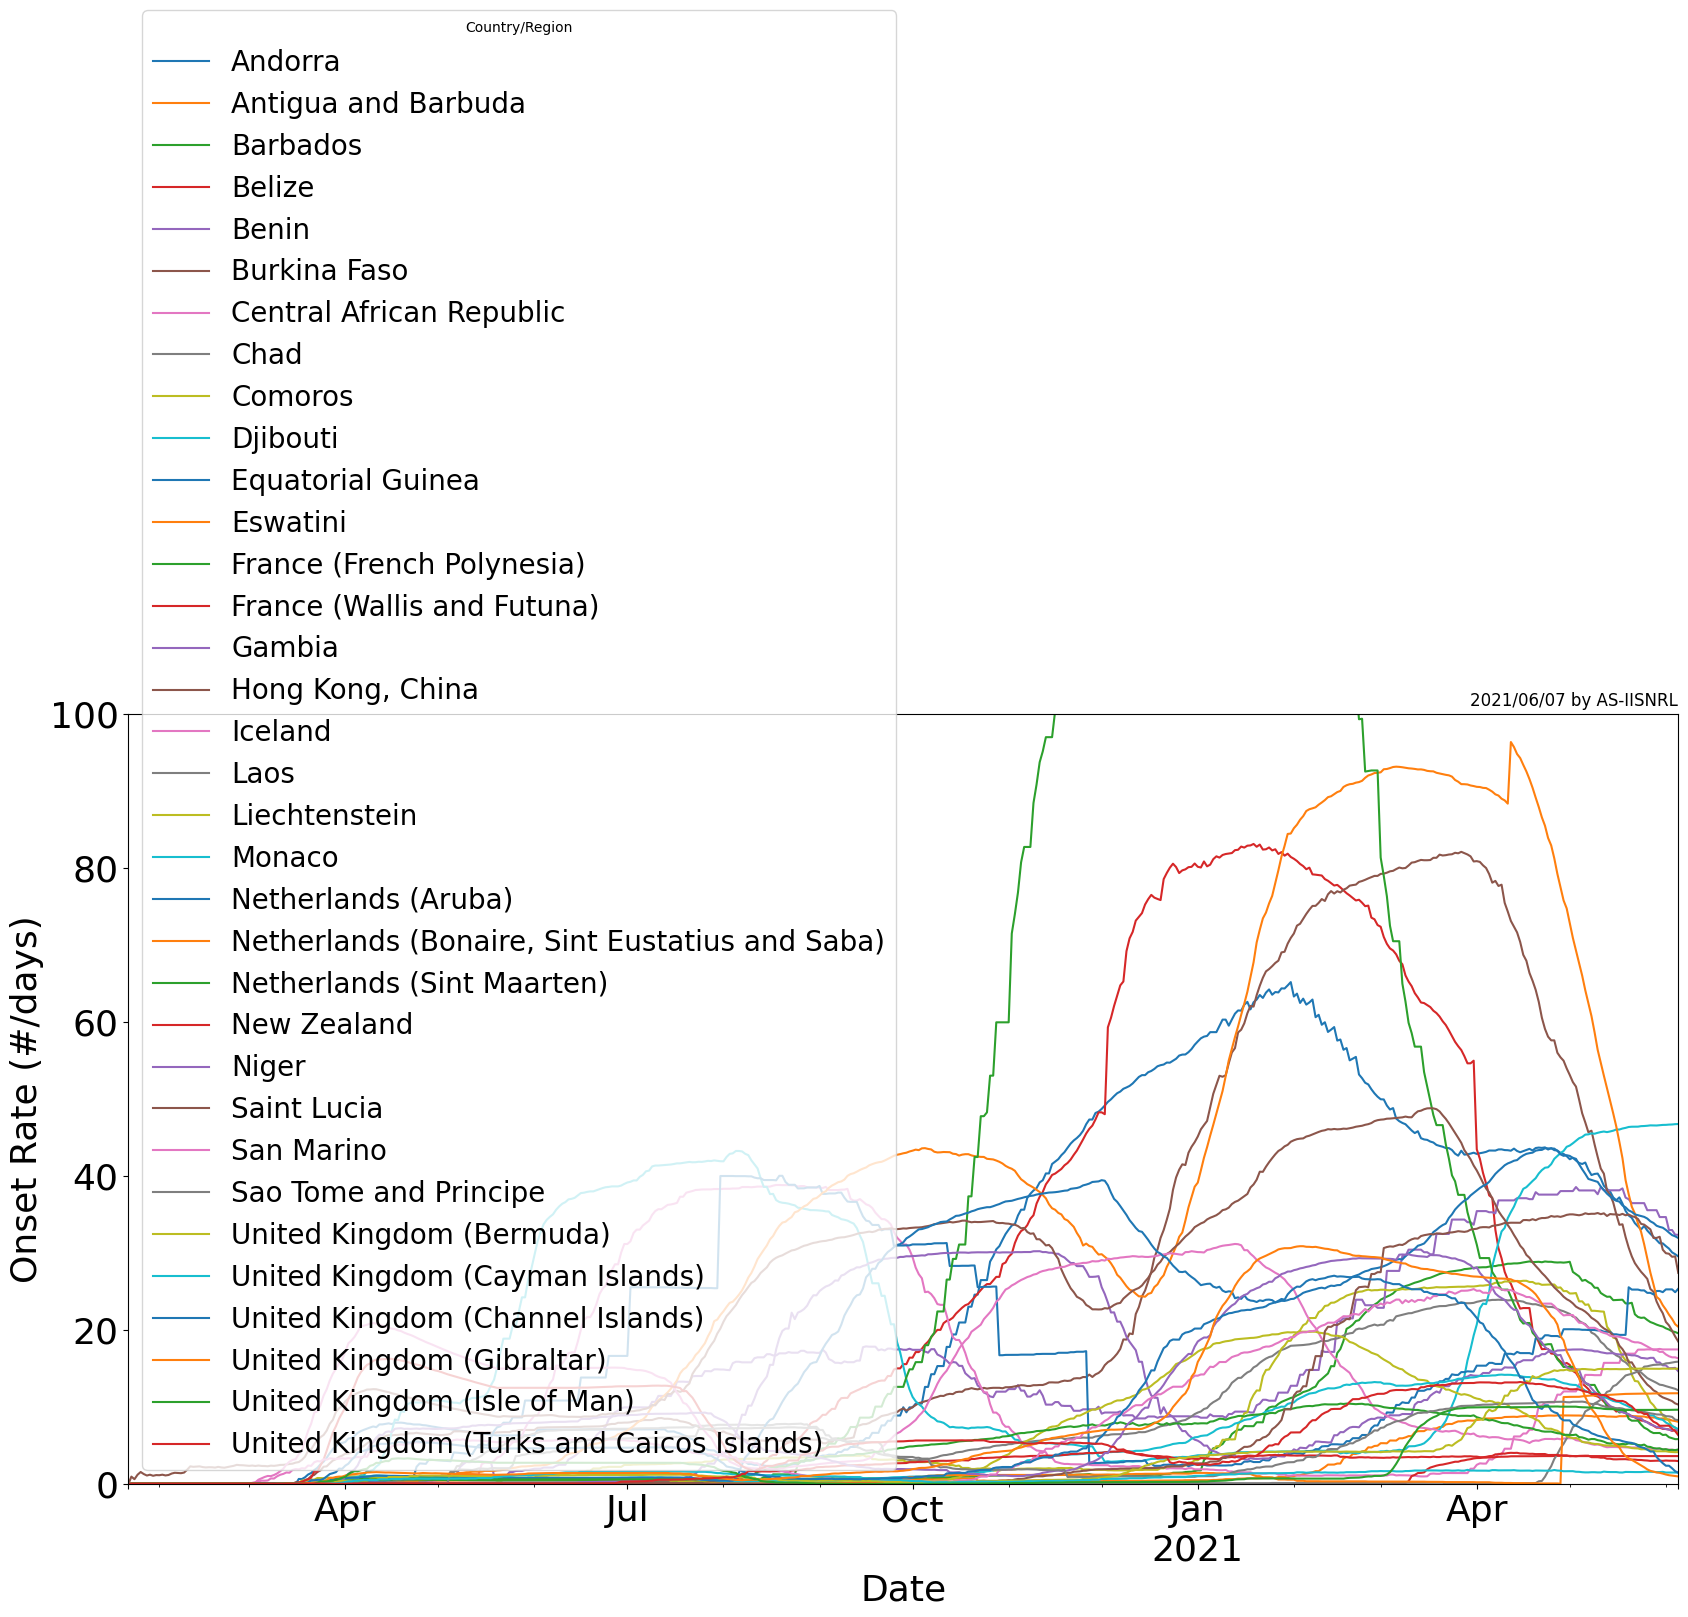 Country/Region
Andorra
Antigua and Barbuda
Barbados
Belize
Benin
Burkina Faso
Central African Republic
Chad
Comoros
Djibouti
Equatorial Guinea
Eswatini
France (French Polynesia)
France (Wallis and Futuna)
Gambia
Hong Kong, China
Iceland
Laos
Liechtenstein
Monaco
Netherlands (Aruba)
Netherlands (Bonaire, Sint Eustatius and Saba)
Netherlands (Sint Maarten)
New Zealand
Niger
Saint Lucia
San Marino
Sao Tome and Principe
United Kingdom (Bermuda)
United Kingdom (Cayman Islands)
United Kingdom (Channel Islands)
United Kingdom (Gibraltar)
United Kingdom (Isle of Man)
United Kingdom (Turks and Caicos Islands)
2021/06/07 by AS-IISNRL
100
80
60
40
20
0
Onset Rate (#/days)
Apr Jul Oct Jan Apr
2021
Date